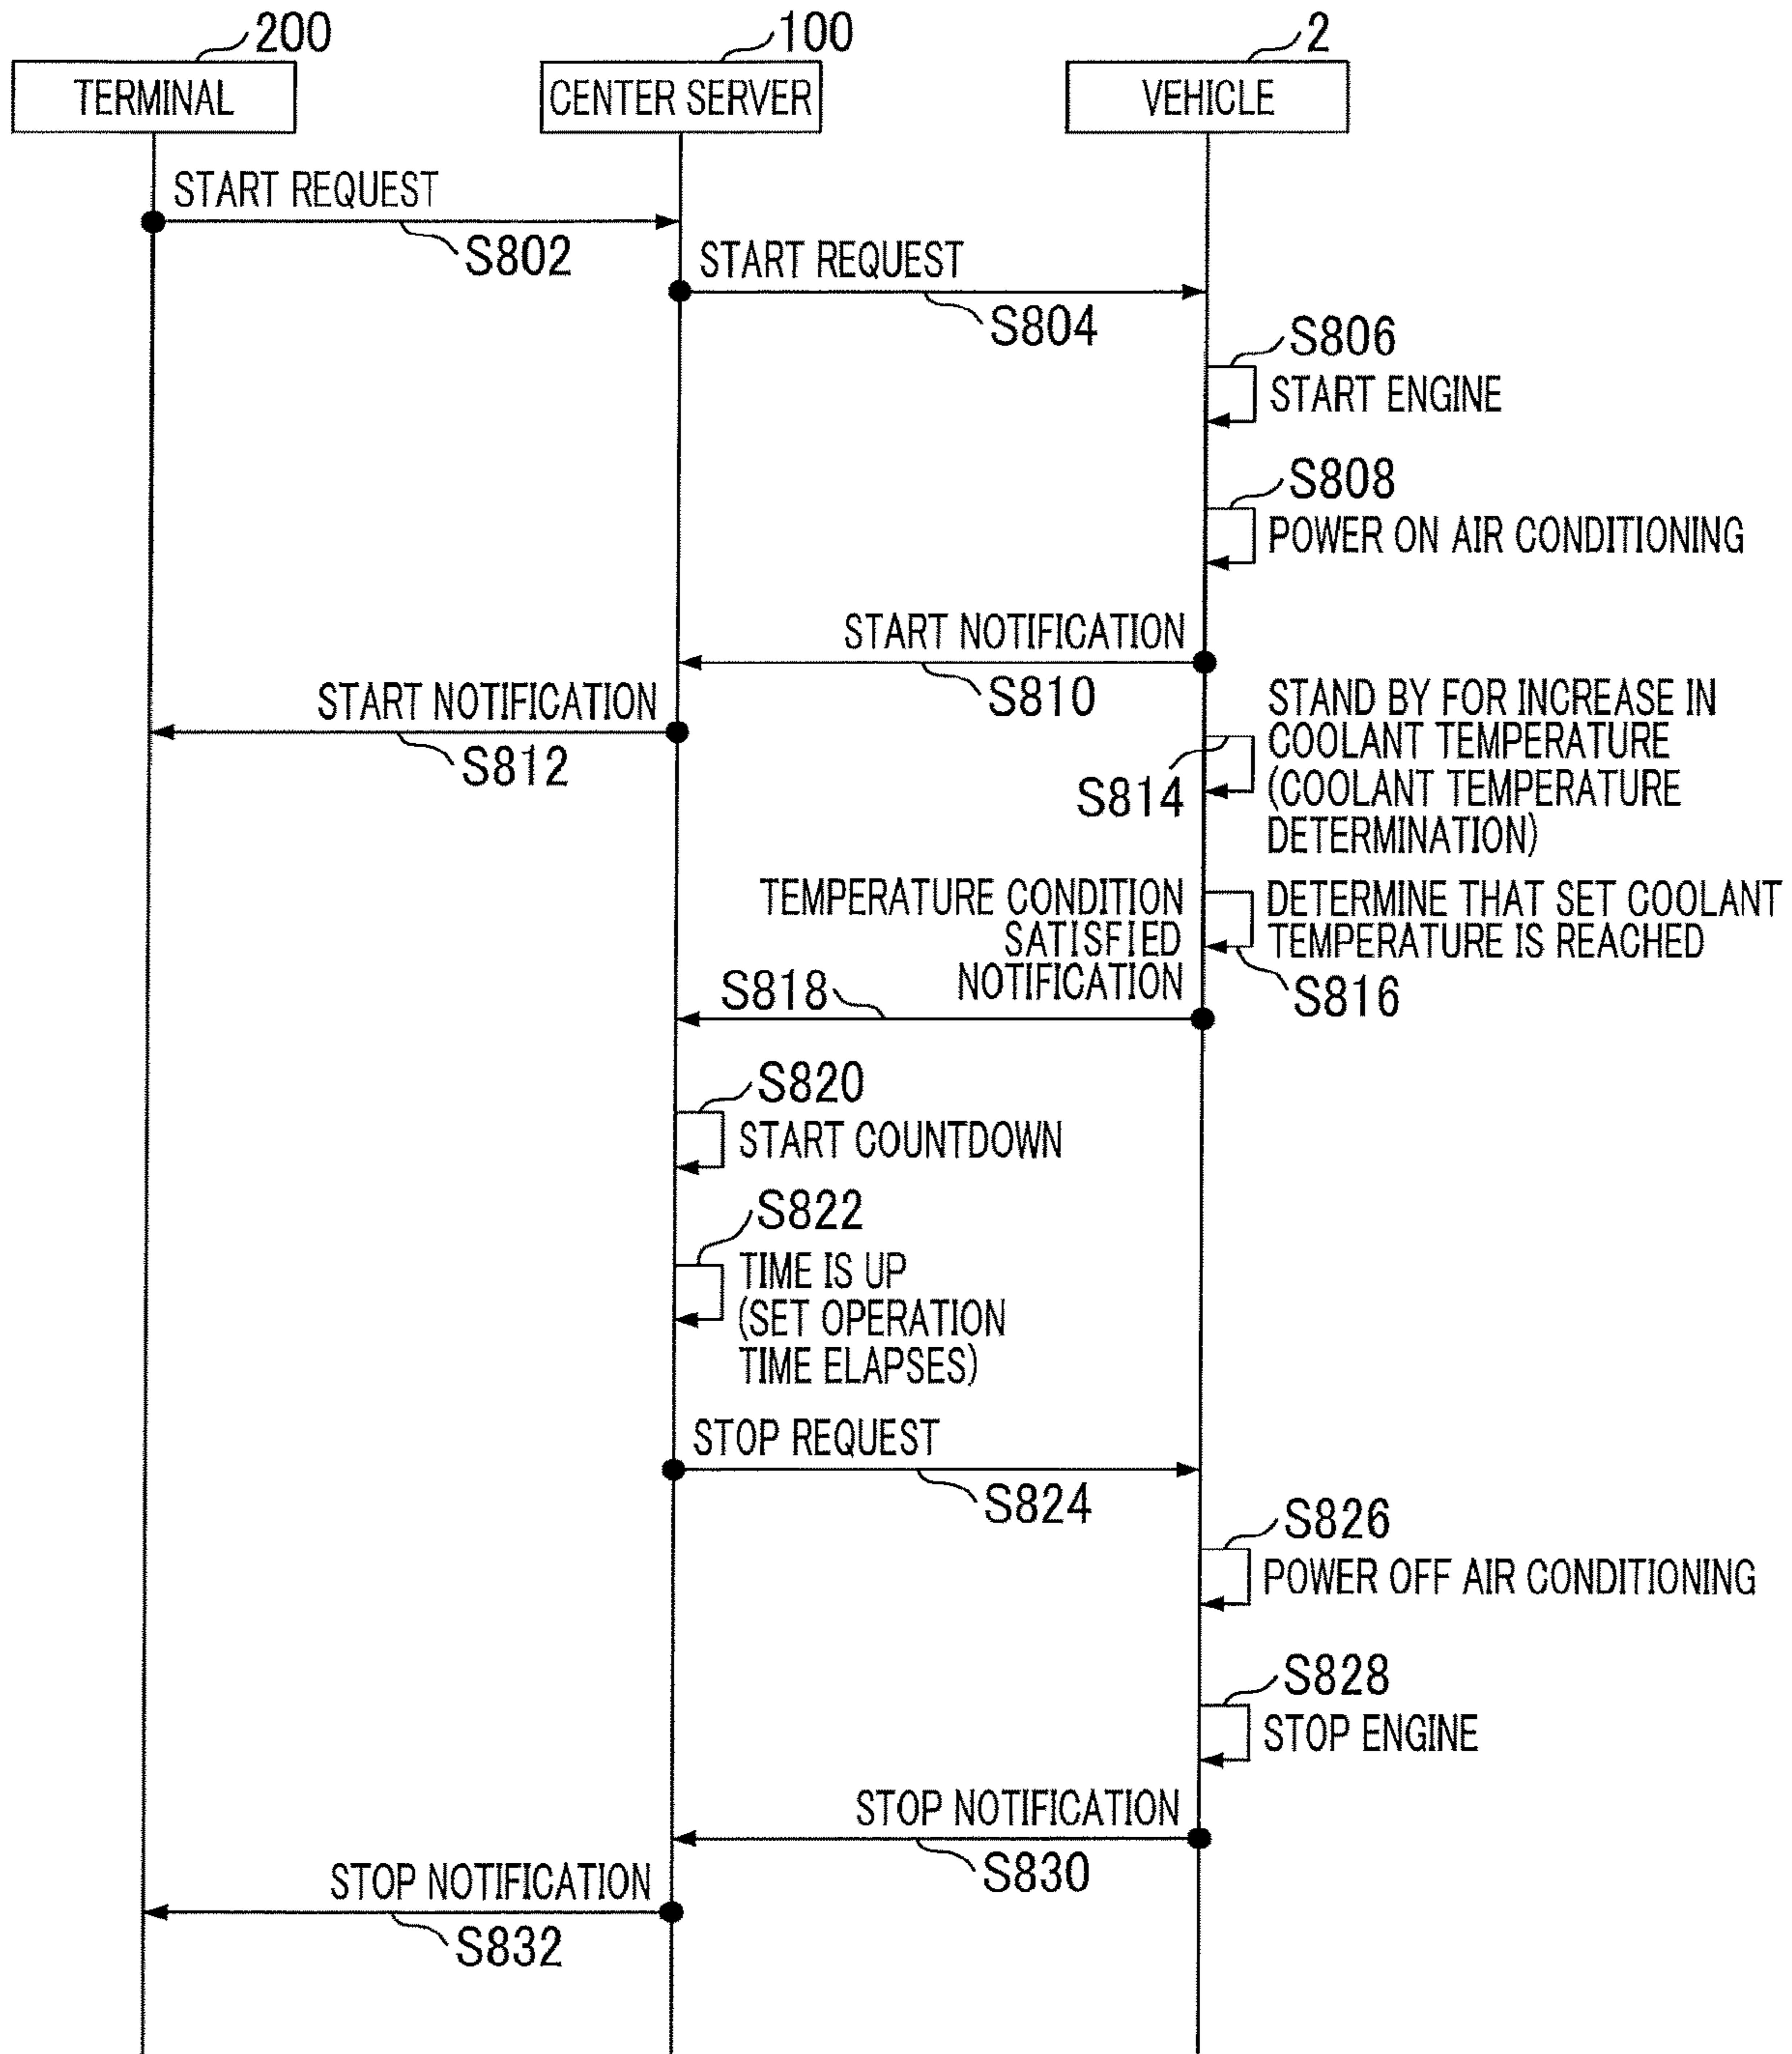 200
100
2
TERMINAL
CENTER SERVER
VEHICLE
START REQUEST
S802
START REQUEST
S804
S806
START ENGINE
S808
POWER ON AIR CONDITIONING
START NOTIFICATION
S810
START NOTIFICATION
S812
STAND BY FOR INCREASE IN
COOLANT TEMPERATURE
(COOLANT TEMPERATURE
DETERMINATION)
S814
DETERMINE THAT SET COOLANT
TEMPERATURE IS REACHED
S816
TEMPERATURE CONDITION
SATISFIED
NOTIFICATION
S818
S820
START COUNTDOWN
S822
TIME IS UP
(SET OPERATION
TIME ELAPSES)
STOP REQUEST
S824
S826
POWER OFF AIR CONDITIONING
S828
STOP ENGINE
STOP NOTIFICATION
S830
STOP NOTIFICATION
S832